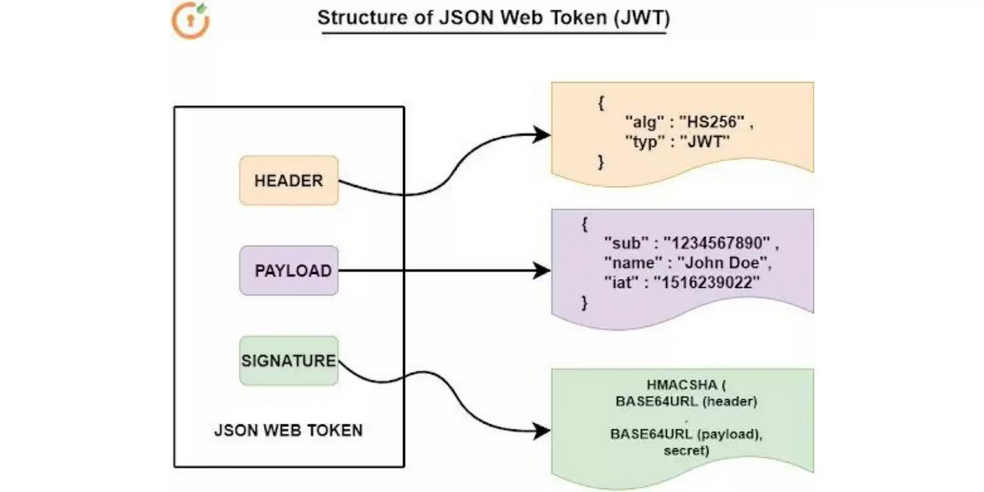 Structure of JSON Web Token (JWT)
HEADER
PAYLOAD
SIGNATURE
JSON WEB TOKEN
{
"alg" : "HS256" ,
"typ" : "JWT"
}
{
"sub" : "1234567890" ,
"name" : "John Doe",
"iat" : "1516239022"
}
HMACSHA (
BASE64URL (header)
.
BASE64URL (payload),
secret)